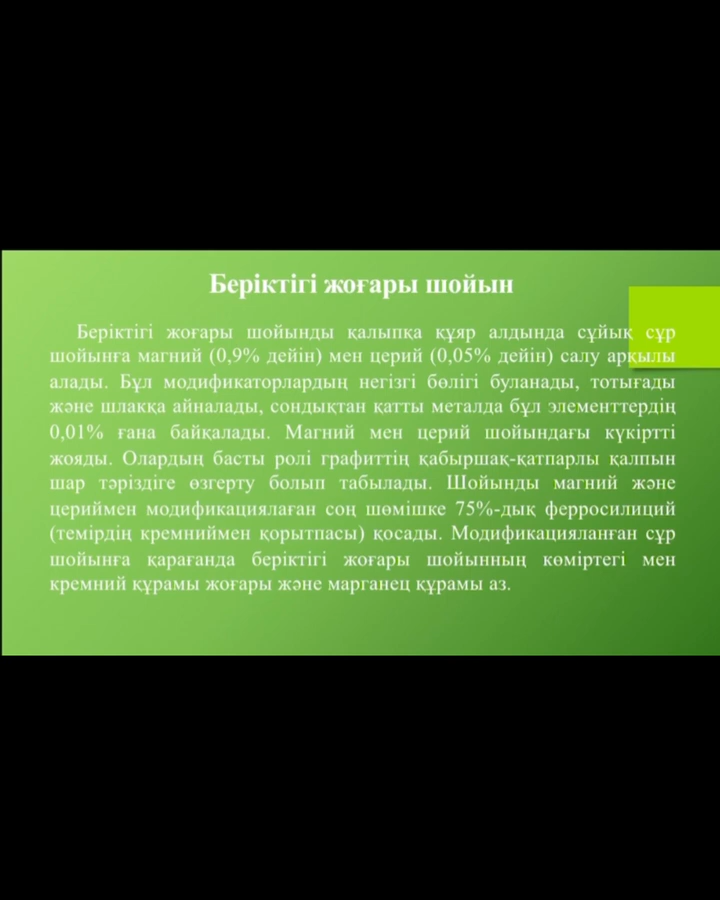 Беріктігі жоғары шойын
Беріктігі жоғары шойынды қалыпқа құяр алдында сұйық сұр
шойынға магний (0,9% дейін) мен церий (0,05% дейін) салу арқылы
алады. Бұл модификаторлардың негізгі бөлігі буланады, тотығады
және шлакқа айналады, сондықтан қатты металда бұл элементтердің
0,01% ғана байқалады. Магний мен церий шойындағы күкіртті
жояды. Олардың басты ролі графиттің қабыршақ-қатпарлы қалпын
шар тәріздіге өзгерту болып табылады. Шойынды магний және
цериймен модификациялаған соң шөмішке 75%-дық ферросилиций
(темірдің кремниймен қорытпасы) қосады. Модификацияланған сұр
шойынға қарағанда беріктігі жоғары шойынның көміртегі мен
кремний құрамы жоғары және марганец құрамы аз.